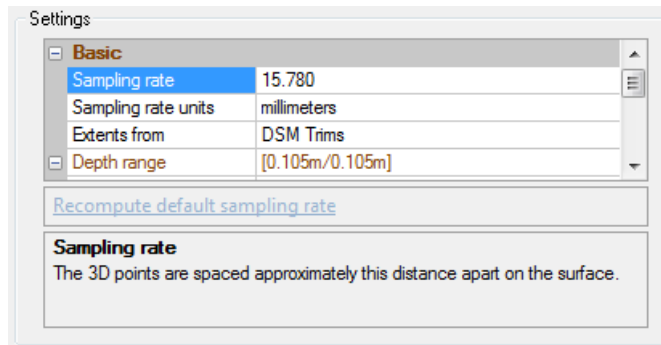 Settings
Basic
Sampling rate 15.780
Sampling rate units millimeters
Extents from DSM Trims
Depth range [0.105m/0.105m]
Recompute default sampling rate
Sampling rate
The 3D points are spaced approximately this distance apart on the surface.